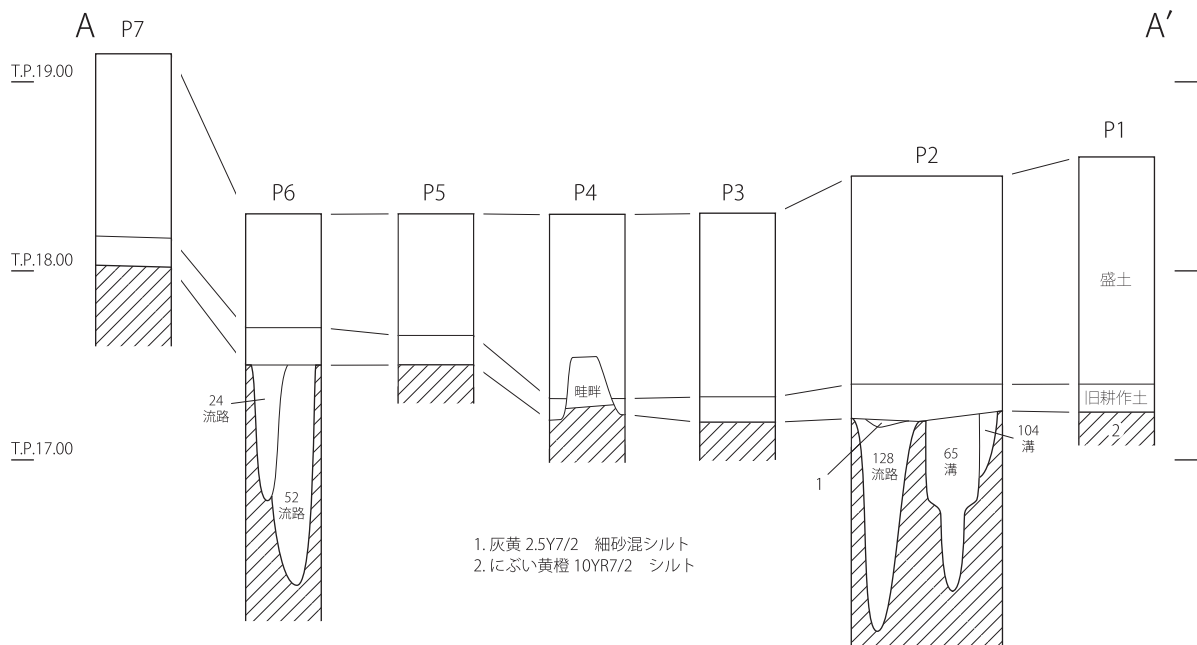 A
A′
P7
T.P.19.00
P1
P2
P6
P5
P4
P3
T.P.18.00
盛土
畦畔
旧耕作土
24
流路
2
104
溝
128
流路
65
溝
T.P.17.00
1
52
流路
1. 灰黄 2.5Y7/2　細砂混シルト
2. にぶい黄橙 10YR7/2　シルト